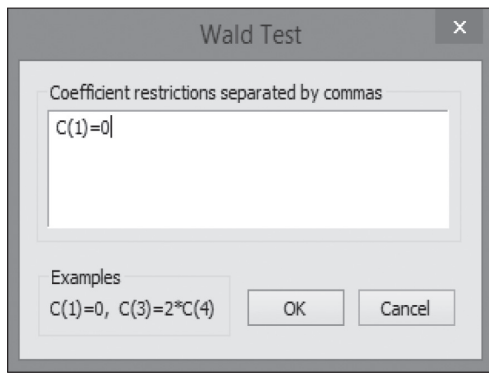 Wald Test
Coefficient restrictions separated by commas
C(1)=0
Examples
C(1)=0, C(3)=2*C(4)
OK
Cancel